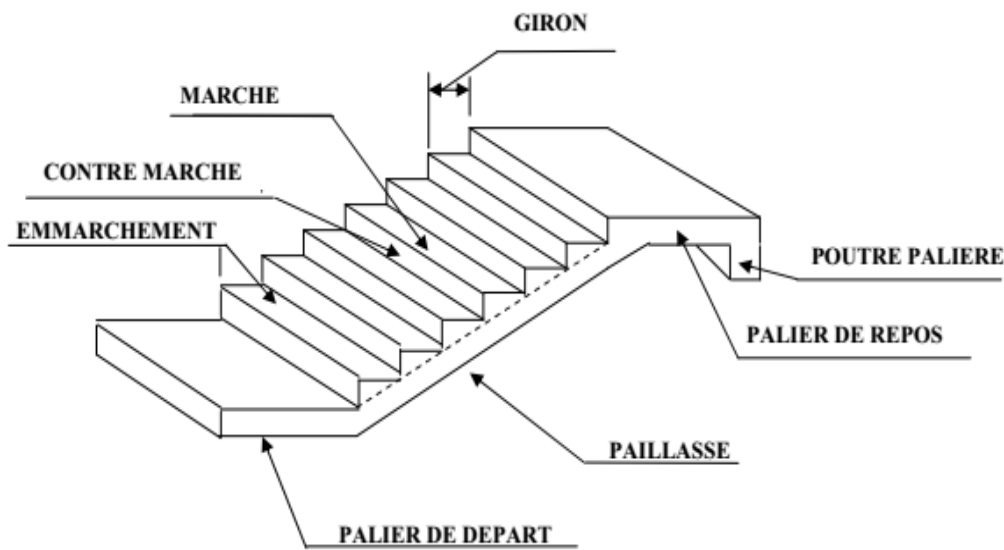 GIRON
MARCHE
CONTRE MARCHE
EMMARCHEMENT
POUTRE PALIERE
PALIER DE REPOS
PAILLASSE
PALIER DE DEPART